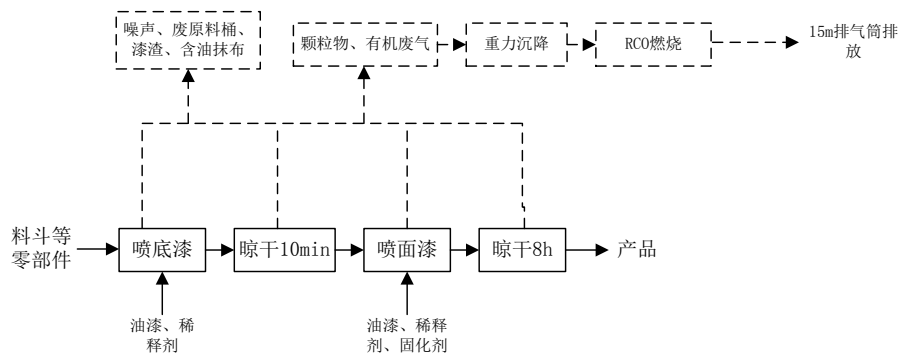 噪声、废原料桶、
漆渣、含油抹布
颗粒物、有机废气
重力沉降
RCO燃烧
15m排气筒排
放
料斗等
零部件
喷底漆
晾干10min
喷面漆
晾干8h
产品
油漆、稀
释剂
油漆、稀释
剂、固化剂